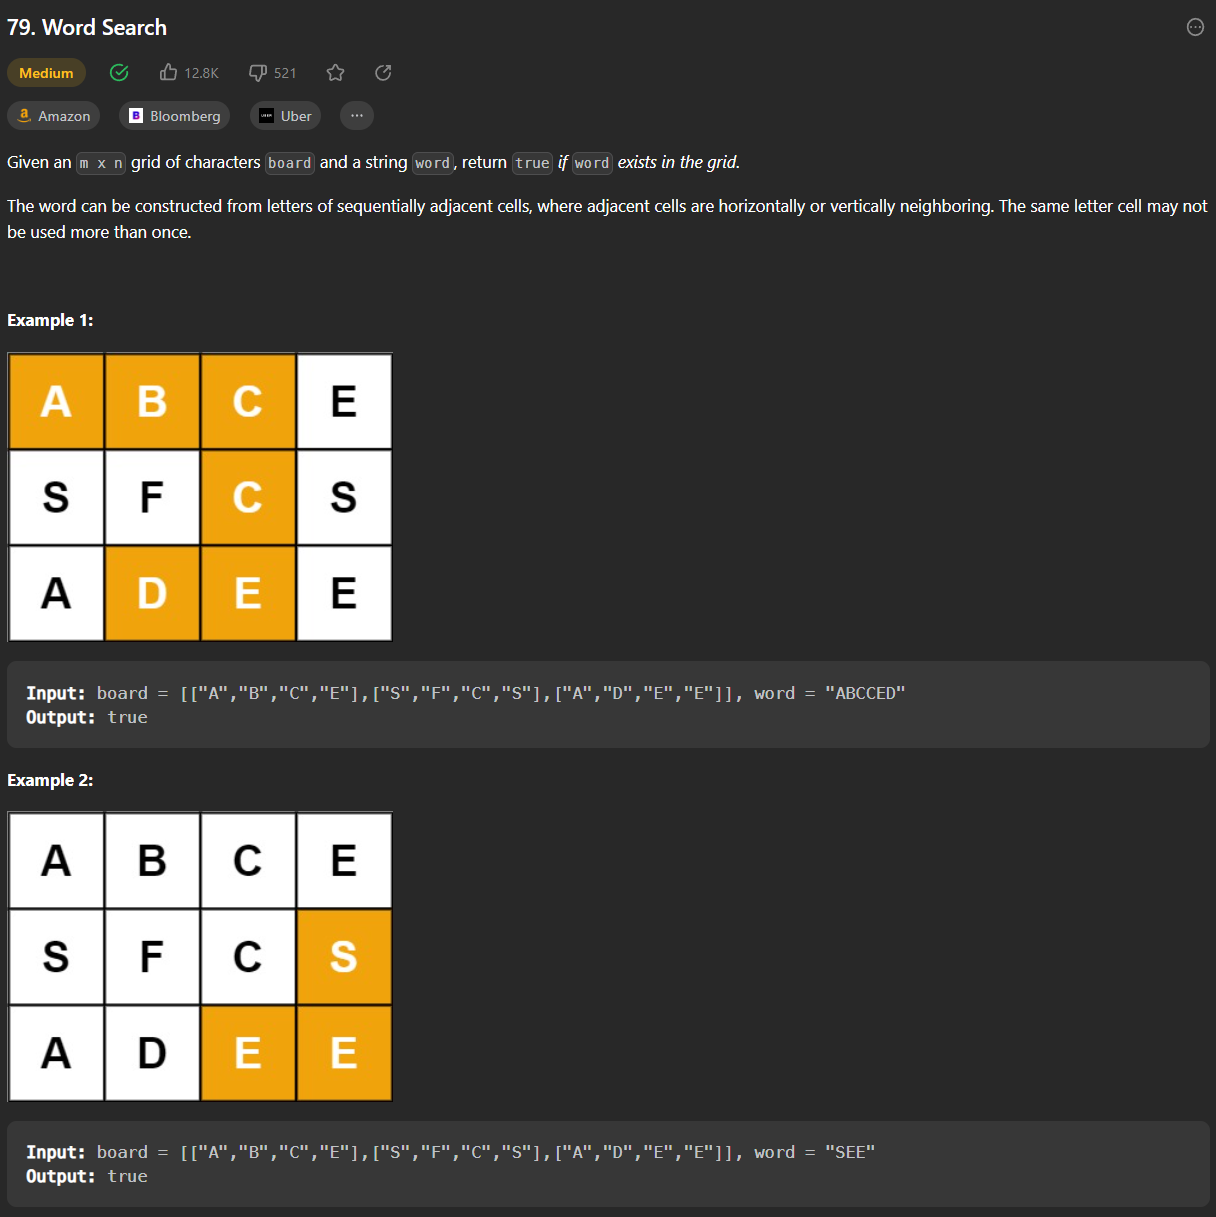 79. Word Search
Medium 12.8K 521
a Amazon B Bloomberg UBER Uber ...
Given an m x n grid of characters board and a string word, return true if word exists in the grid.
The word can be constructed from letters of sequentially adjacent cells, where adjacent cells are horizontally or vertically neighboring. The same letter cell may not
be used more than once.
Example 1:
A B C E
S F C S
A D E E
Input: board = [["A","B","C","E"],["S","F","C","S"],["A","D","E","E"]], word = "ABCCED"
Output: true
Example 2:
A B C E
S F C S
A D E E
Input: board = [["A","B","C","E"],["S","F","C","S"],["A","D","E","E"]], word = "SEE"
Output: true